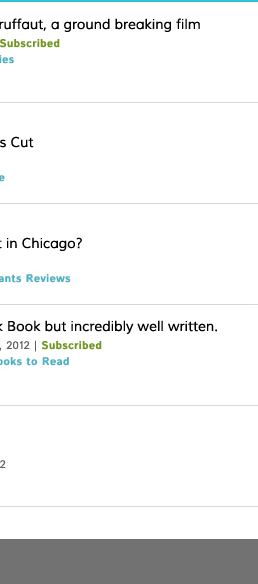 ruffaut, a ground breaking film
Subscribed
ies
s Cut
e
t in Chicago?
ants Reviews
k Book but incredibly well written.
, 2012 | Subscribed
ooks to Read
2